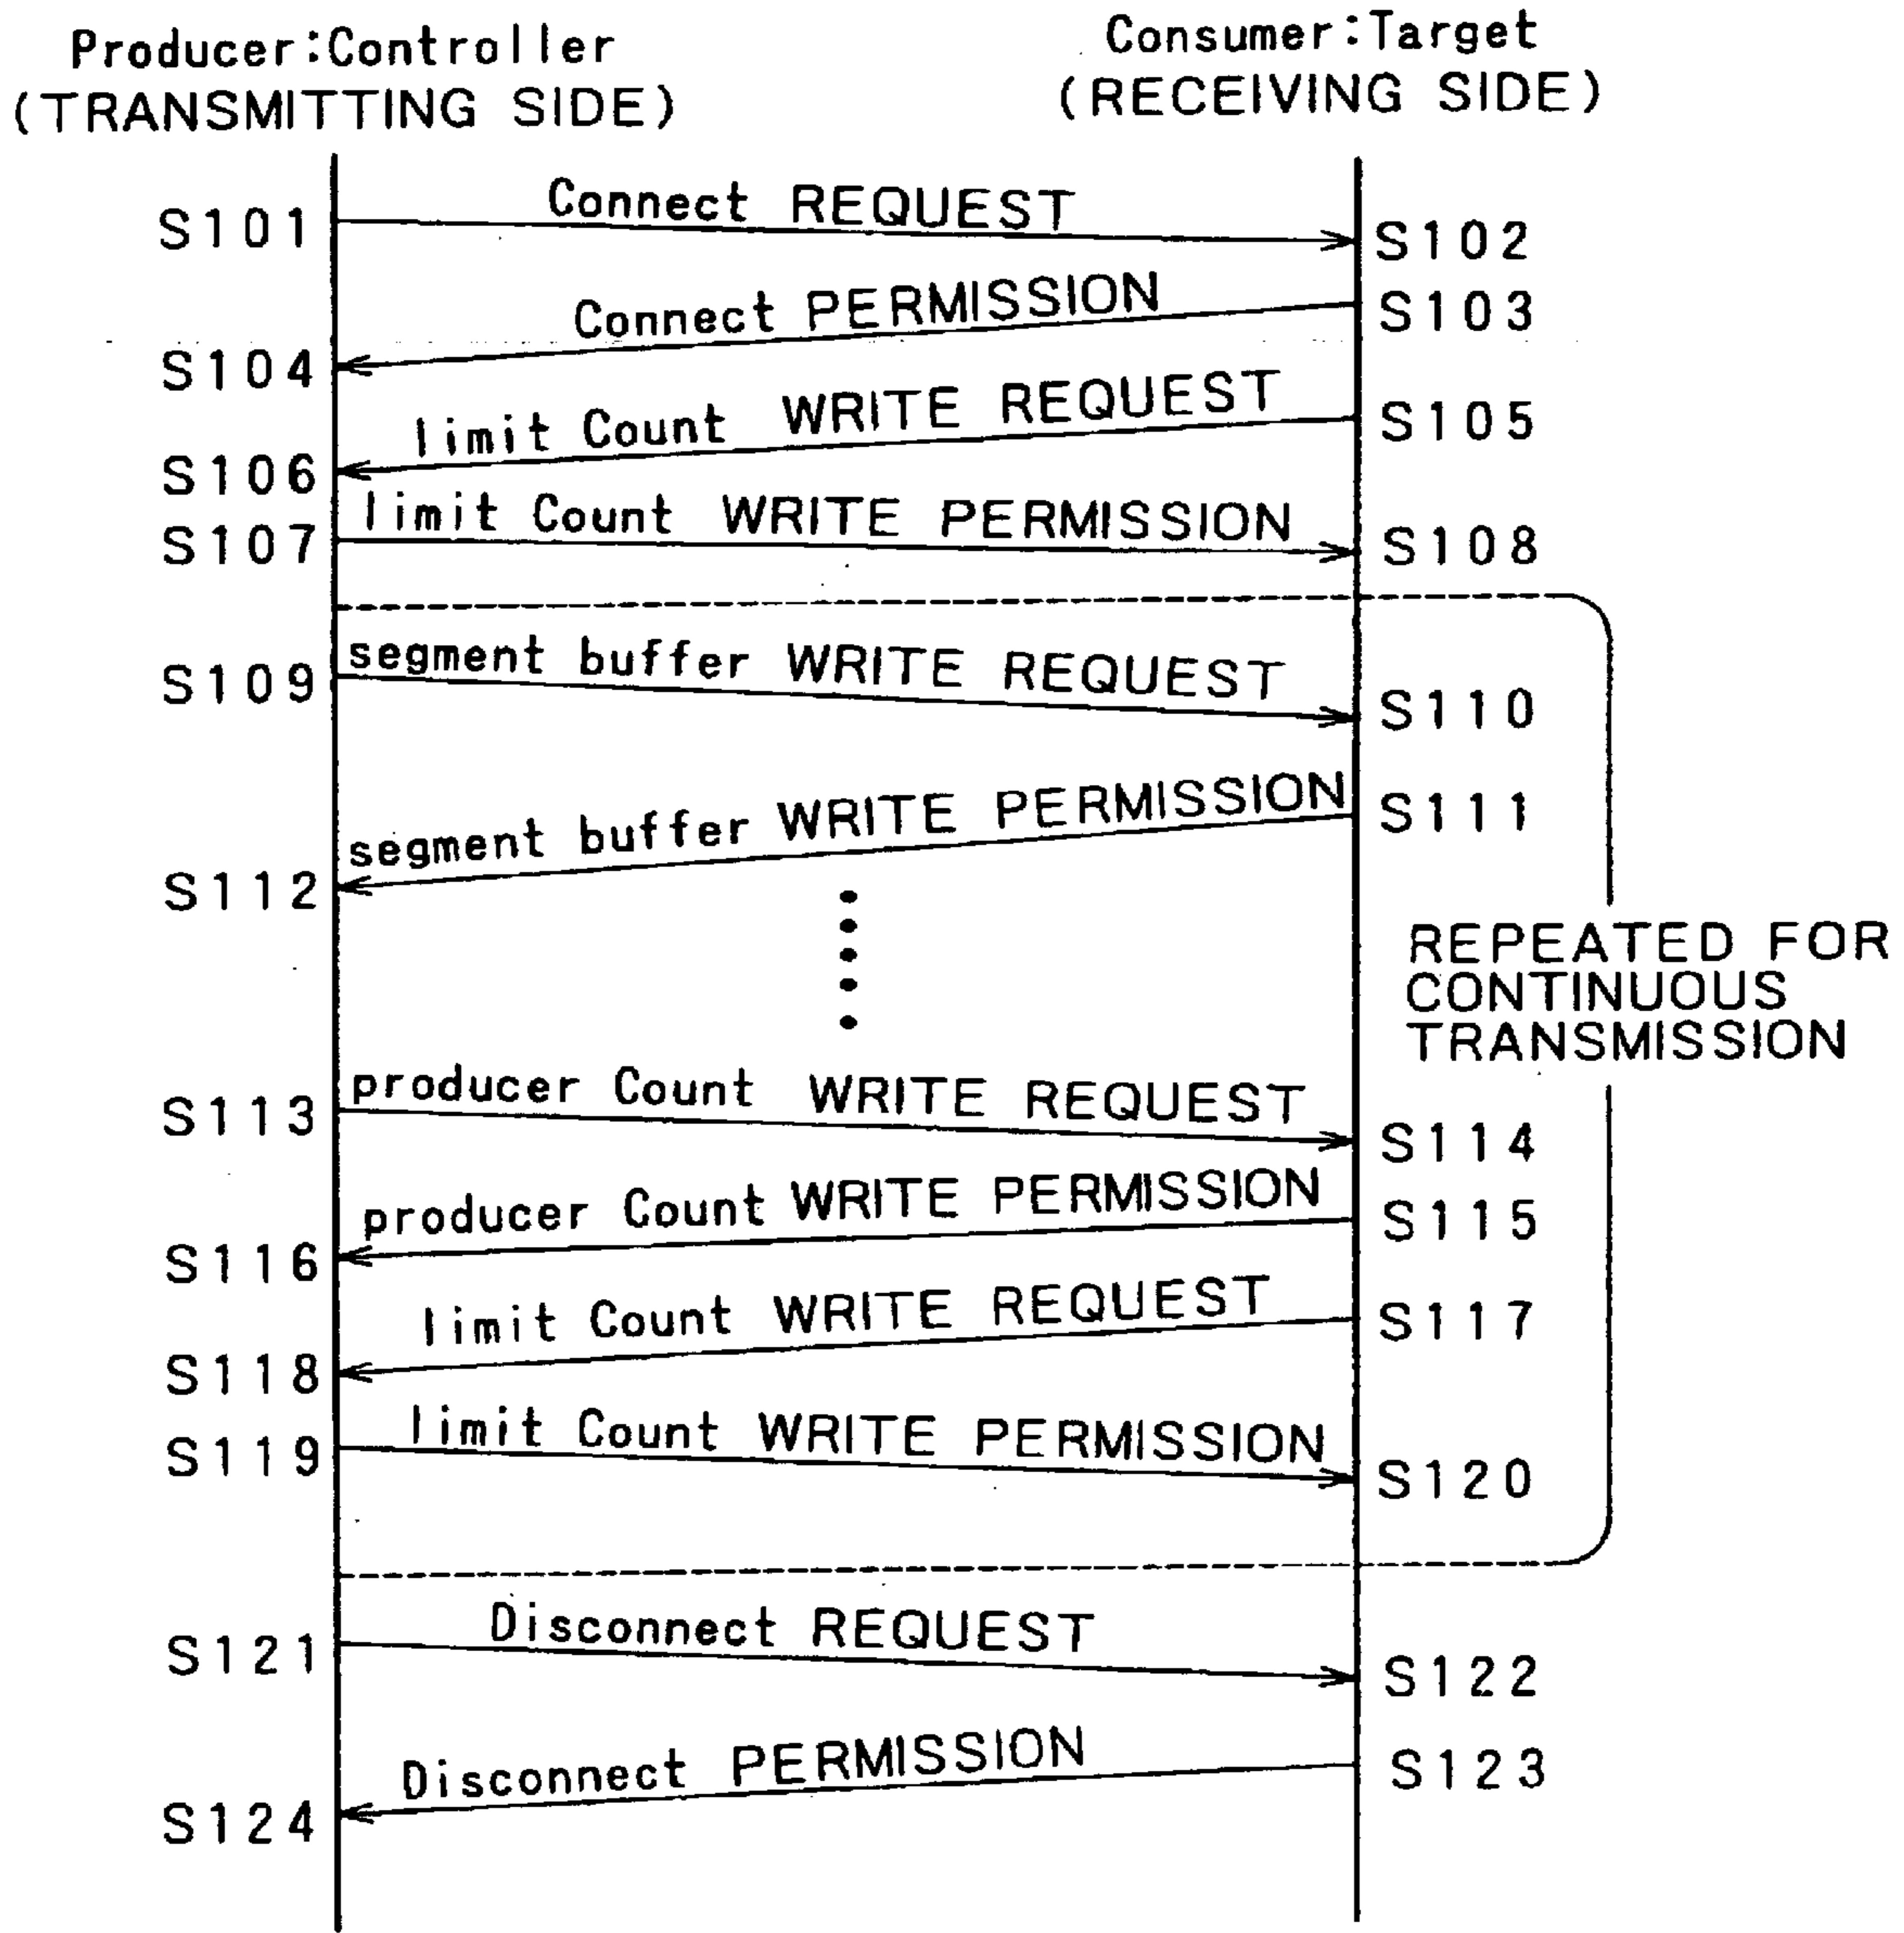 Producer:Controller
(TRANSMITTING SIDE)
Consumer:Target
(RECEIVING SIDE)
Connect REQUEST
S101
S102
Connect PERMISSION
S103
S104
limit Count WRITE REQUEST
S105
S106
limit Count WRITE PERMISSION
S107
S108
segment buffer WRITE REQUEST
S109
S110
segment buffer WRITE PERMISSION
S111
S112
REPEATED FOR
CONTINUOUS
TRANSMISSION
producer Count WRITE REQUEST
S113
S114
producer Count WRITE PERMISSION
S115
S116
limit Count WRITE REQUEST
S117
S118
limit Count WRITE PERMISSION
S119
S120
Disconnect REQUEST
S121
S122
Disconnect PERMISSION
S123
S124